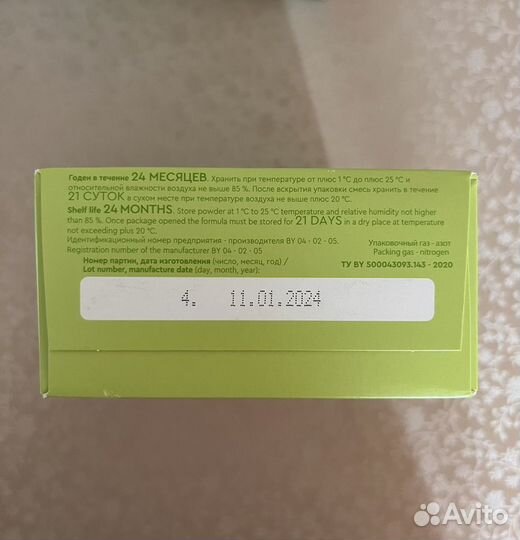 Годен в течение 24 МЕСЯЦЕВ. Хранить при температуре от плюс 1 °С до плюс 25 °С и
относительной влажности воздуха не выше 85 %. После вскрытия упаковки смесь хранить в течение
21 СУТОК в сухом месте при температуре воздуха не выше плюс 20 °С.
Shelf life 24 MONTHS. Store powder at 1 °C to 25 °C temperature and relative humidity not higher
than 85 %. Once package opened the formula must be stored for 21 DAYS in a dry place at temperature
not exceeding plus 20 °C.
Идентификационный номер предприятия - производителя BY 04 - 02 - 05.
Registration number of the manufacturer BY 04 - 02 - 05
Упаковочный газ - азот
Packing gas - nitrogen
Номер партии, дата изготовления (число, месяц, год) /
Lot number, manufacture date (day, month, year):
ТУ BY 500043093.143 - 2020
4. 11.01.2024
Avito